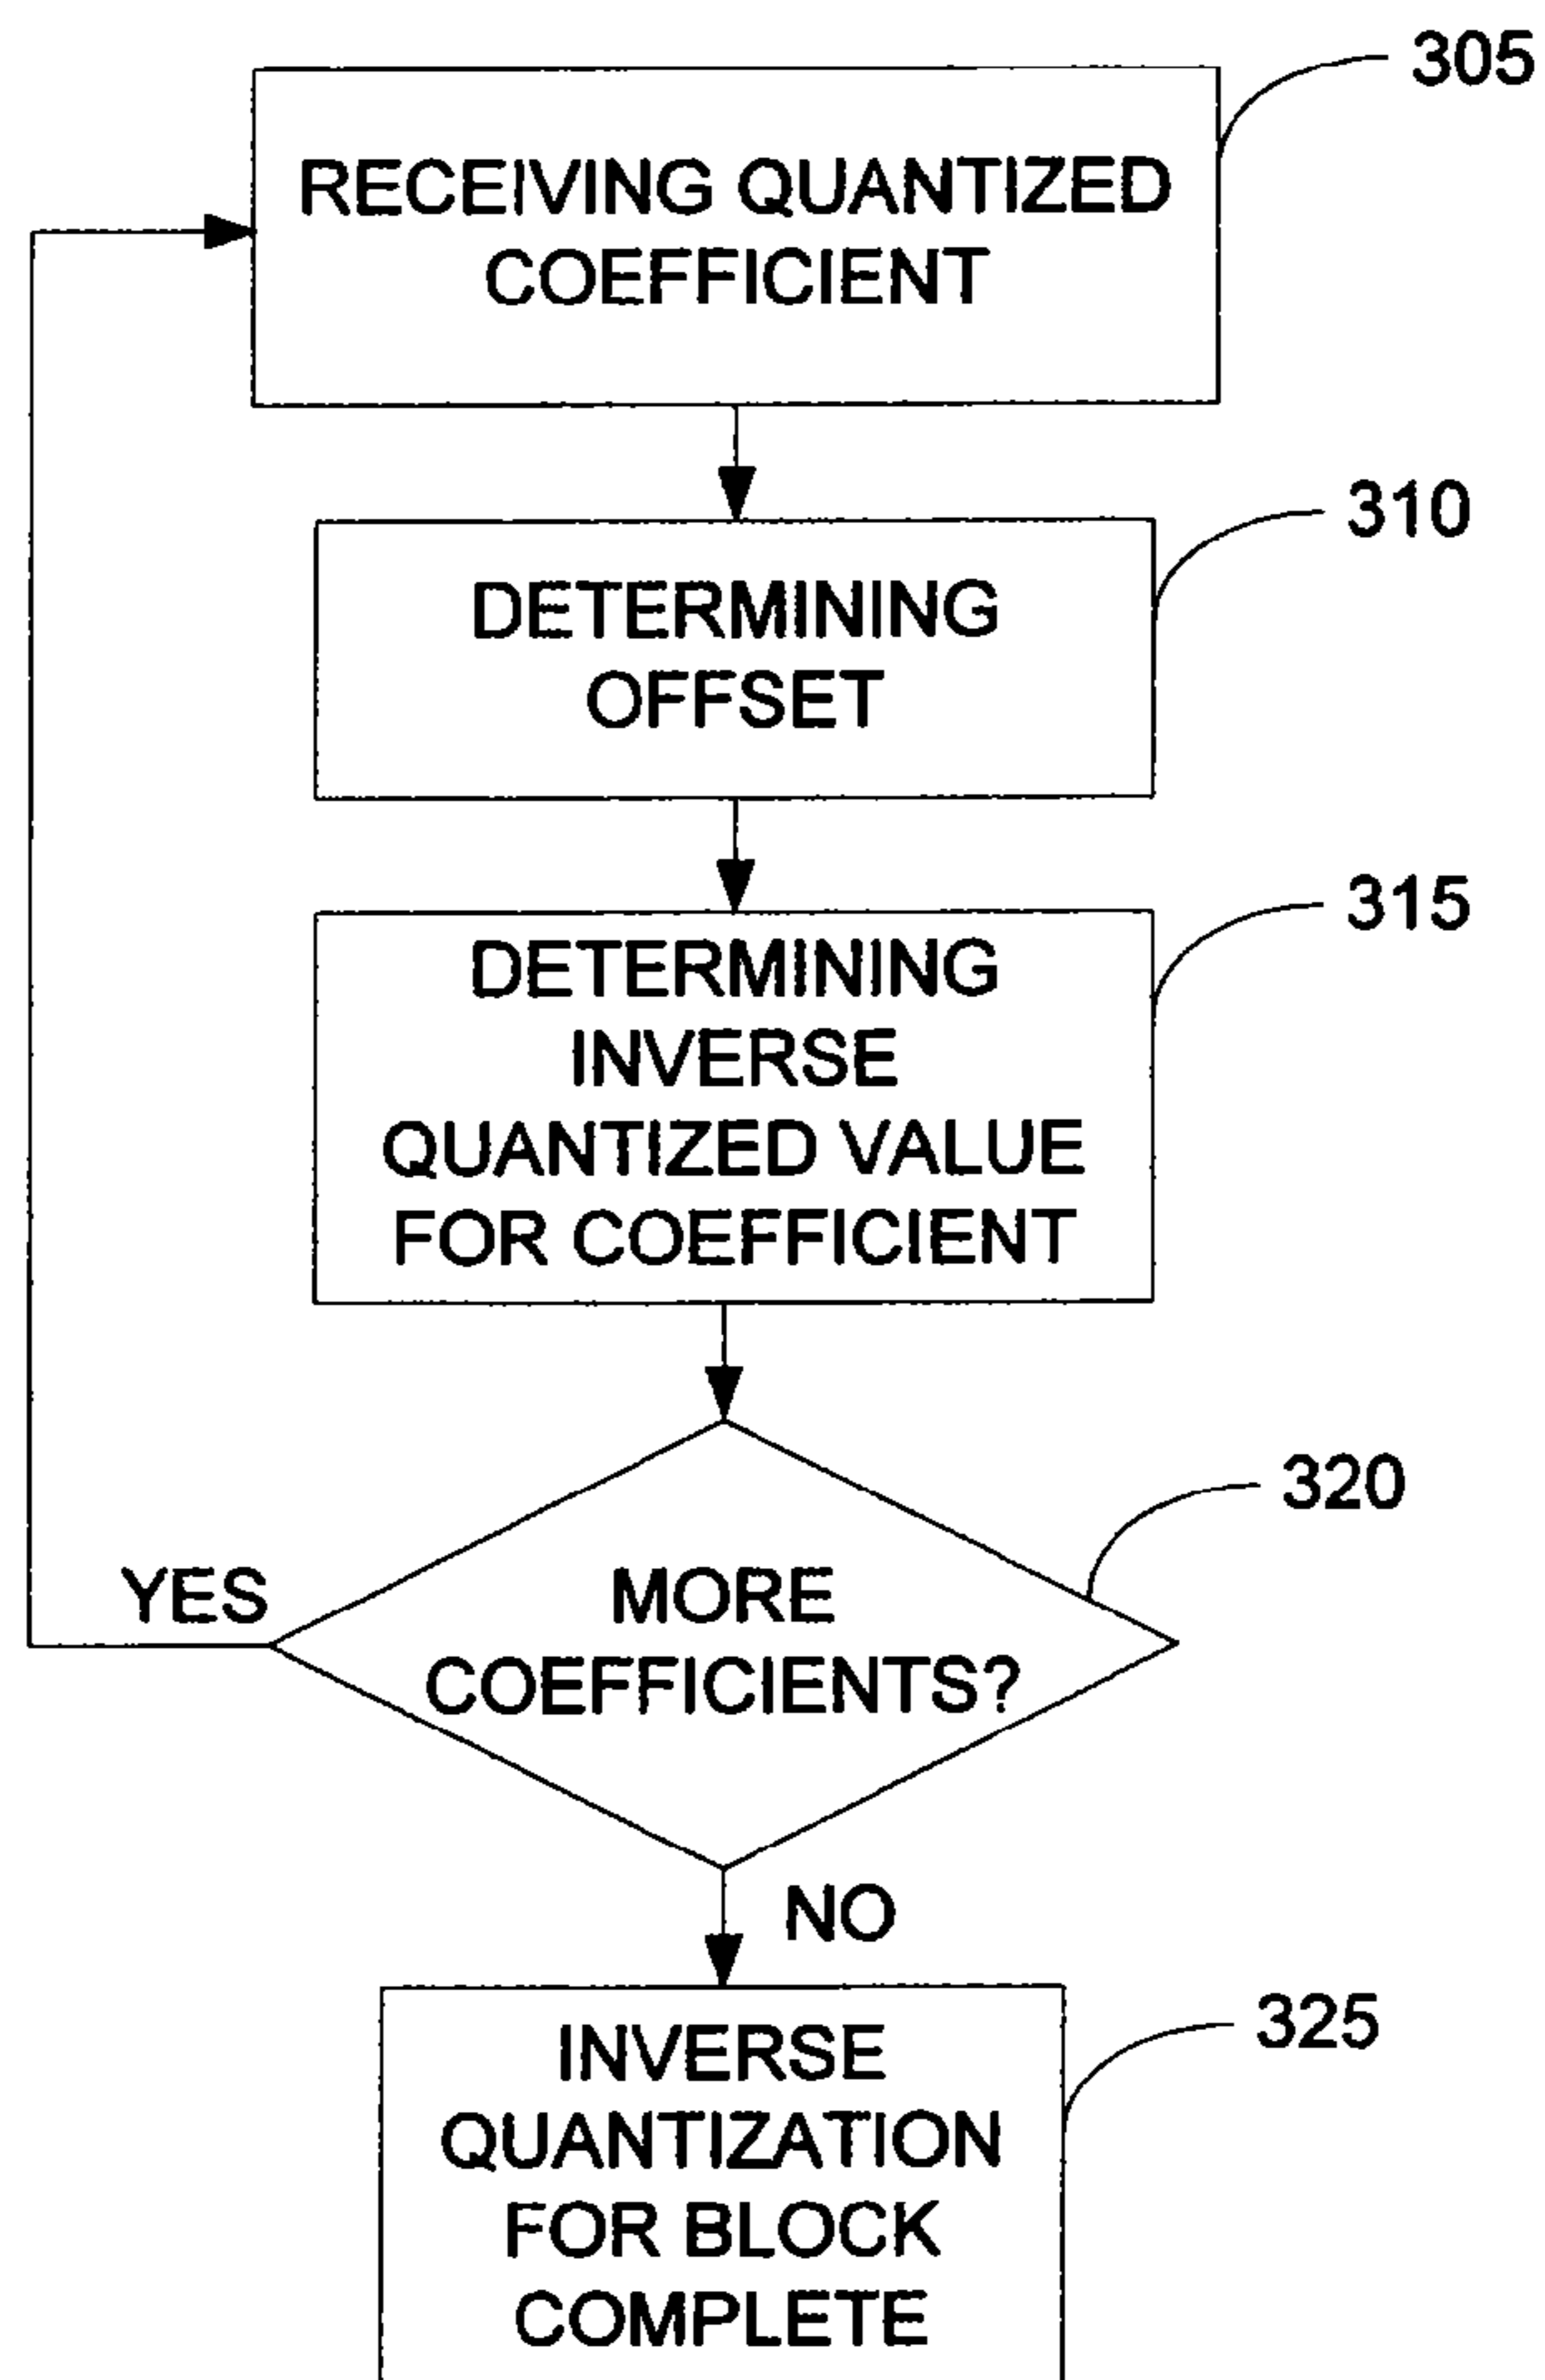 305
RECEIVING QUANTIZED
COEFFICIENT
310
DETERMINING
OFFSET
315
DETERMINING
INVERSE
QUANTIZED VALUE
FOR COEFFICIENT
320
YES
MORE
COEFFICIENTS?
NO
325
INVERSE
QUANTIZATION
FOR BLOCK
COMPLETE